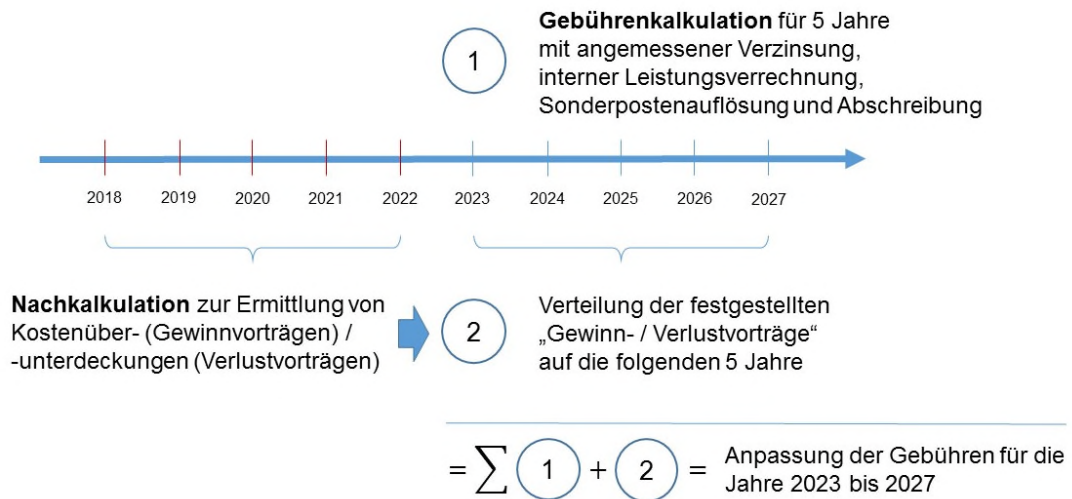 Gebührenkalkulation für 5 Jahre
mit angemessener Verzinsung,
interner Leistungsverrechnung,
Sonderpostenauflösung und Abschreibung
1
2018 2019 2020 2021 2022 2023 2024 2025 2026 2027
Nachkalkulation zur Ermittlung von
Kostenüber- (Gewinnvorträgen) /
-unterdeckungen (Verlustvorträgen)
2
Verteilung der festgestellten
„Gewinn- / Verlustvorträge“
auf die folgenden 5 Jahre
= ∑ 1 + 2 = Anpassung der Gebühren für die
Jahre 2023 bis 2027